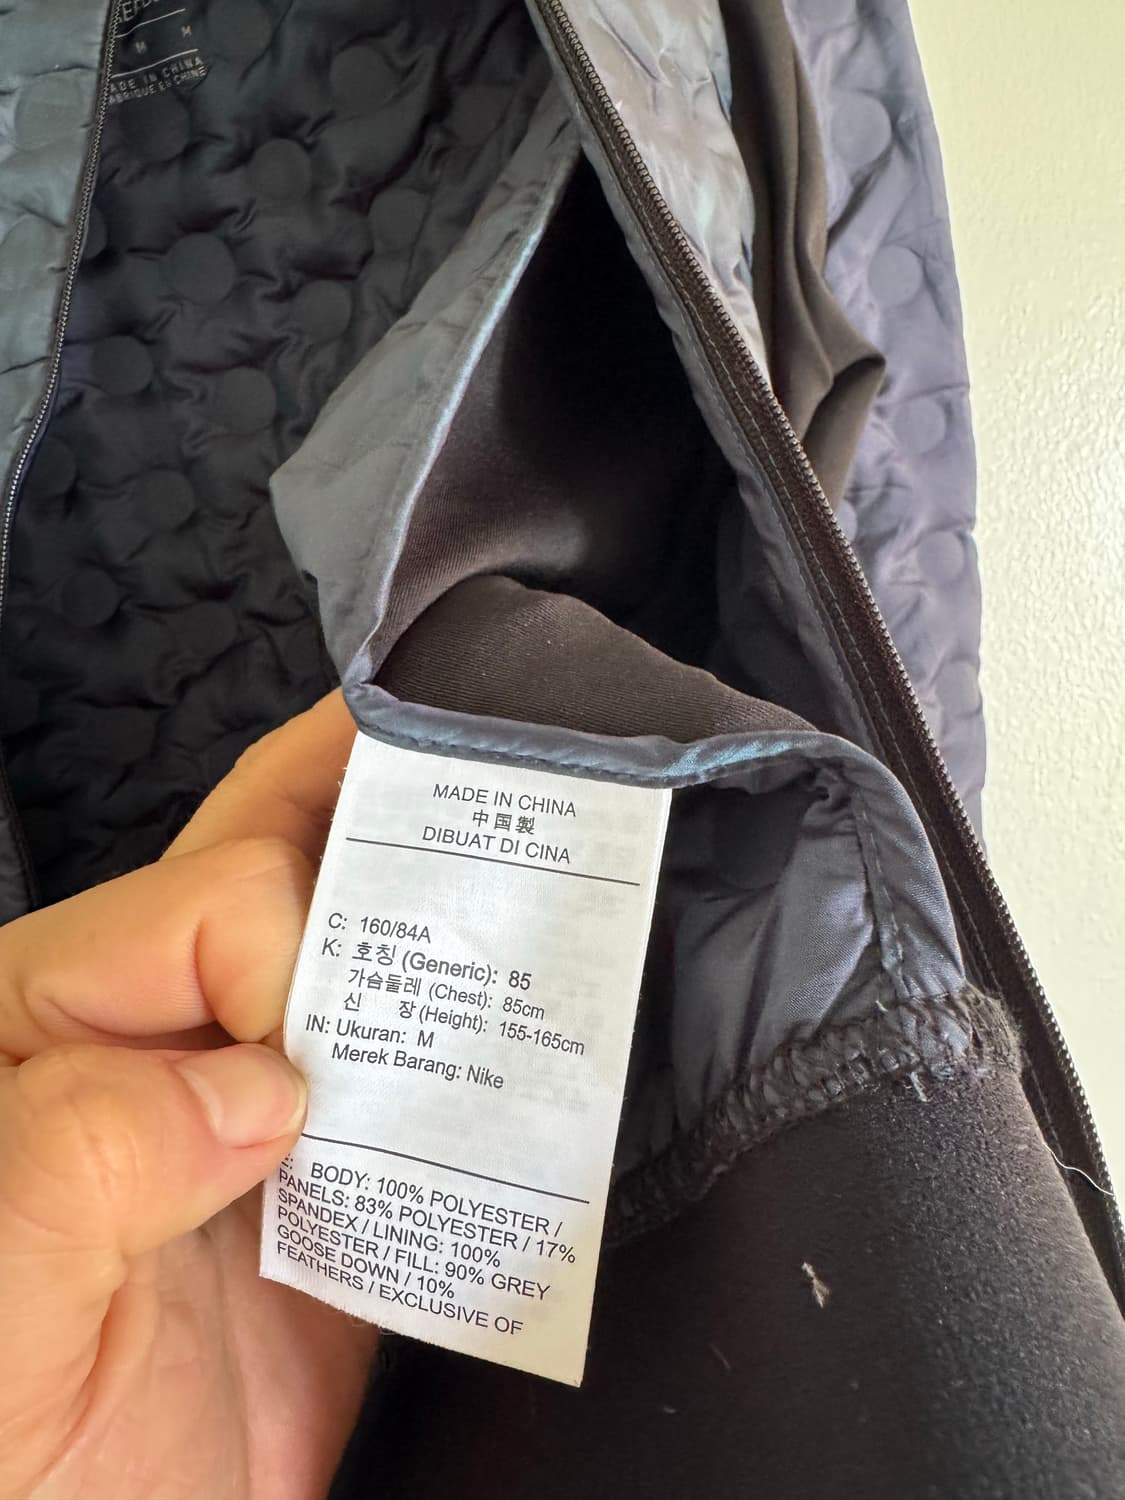 M M
MADE IN CHINA
中国製
DIBUAT DI CINA
C: 160/84A
K: 호칭 (Generic): 85
가슴둘레 (Chest): 85cm
신 장 (Height): 155-165cm
IN: Ukuran: M
Merek Barang: Nike
E: BODY: 100% POLYESTER /
PANELS: 83% POLYESTER / 17%
SPANDEX / LINING: 100%
POLYESTER / FILL: 90% GREY
GOOSE DOWN / 10%
FEATHERS / EXCLUSIVE OF